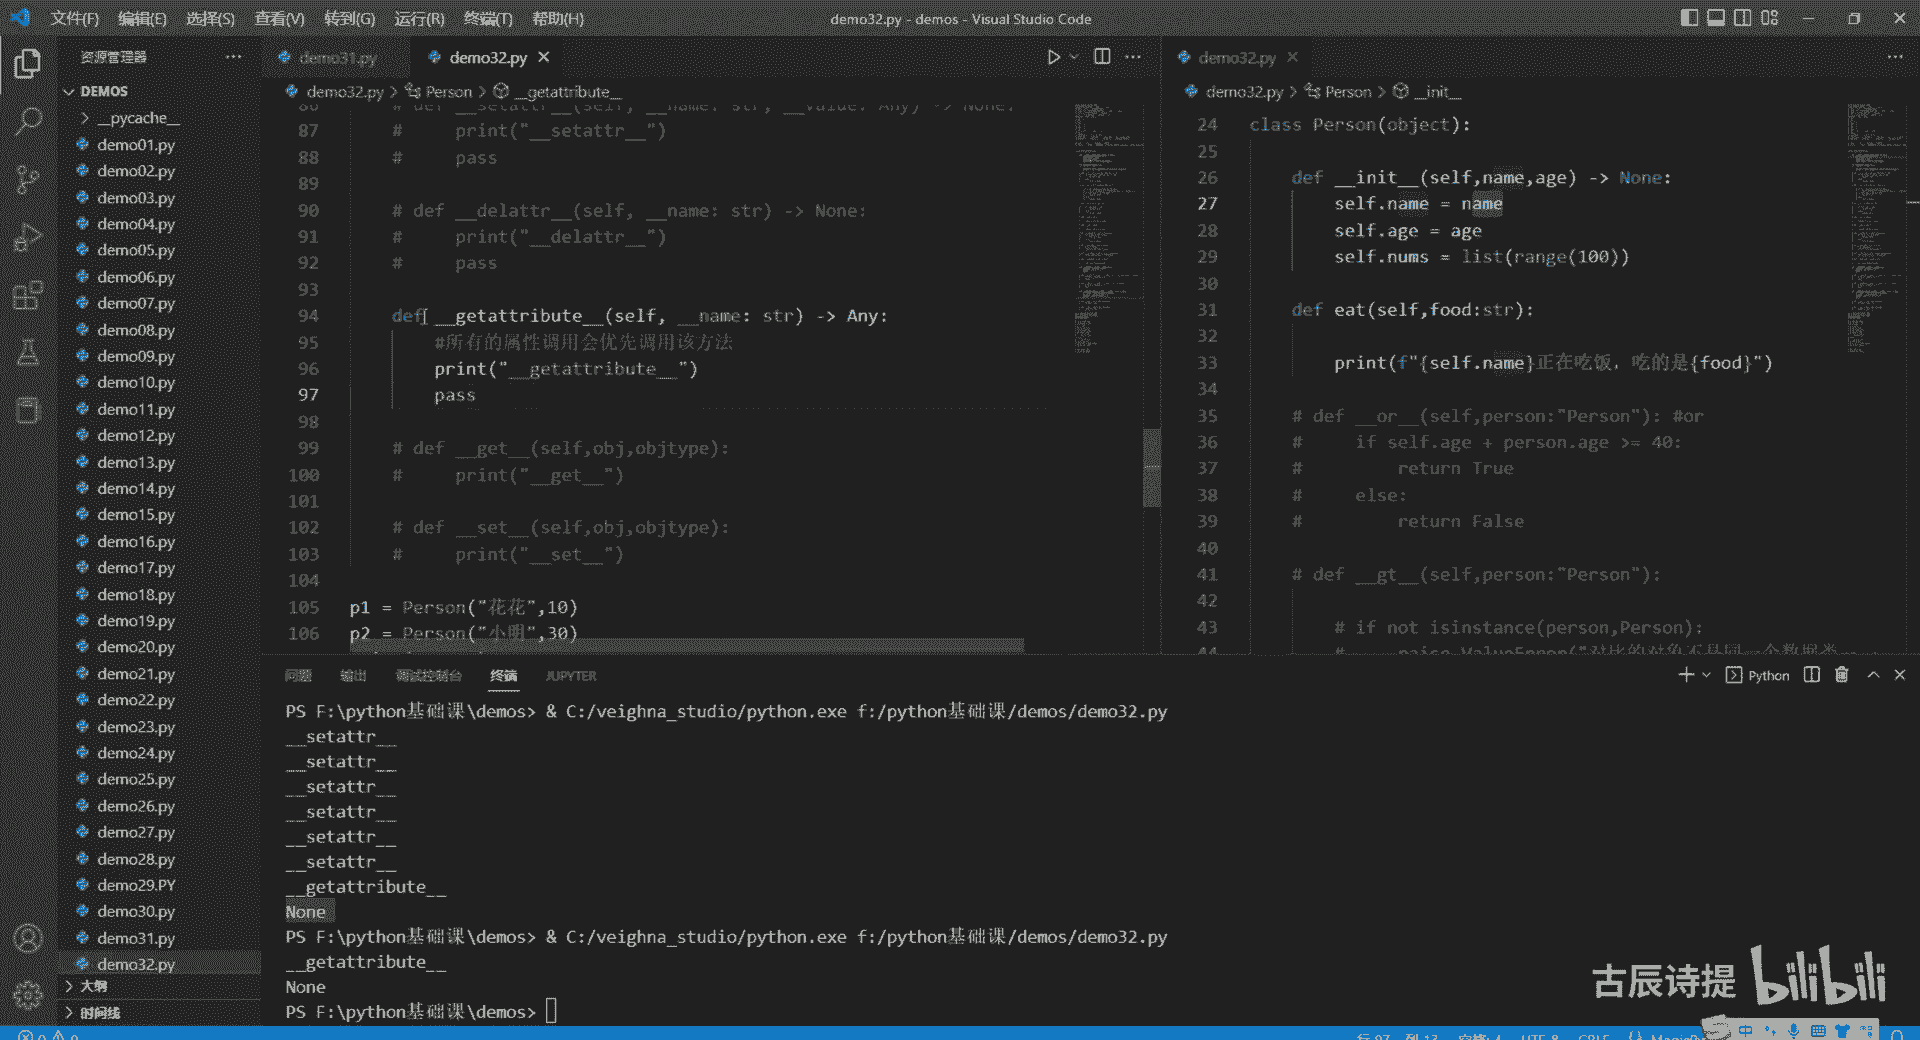 文件(F) 编辑(E) 选择(S) 查看(V) 转到(G) 运行(R) 终端(T) 帮助(H)
demo32.py - demos - Visual Studio Code
资源管理器
DEMOS
__pycache__
demo01.py
demo02.py
demo03.py
demo04.py
demo05.py
demo06.py
demo07.py
demo08.py
demo09.py
demo10.py
demo11.py
demo12.py
demo13.py
demo14.py
demo15.py
demo16.py
demo17.py
demo18.py
demo19.py
demo20.py
demo21.py
demo22.py
demo23.py
demo24.py
demo25.py
demo26.py
demo27.py
demo28.py
demo29.PY
demo30.py
demo31.py
demo32.py
大纲
时间线
demo31.py
demo32.py
demo32.py > Person > __getattribute__
86 # def __setattr__(self, __name: str, __value: Any) -> None:
87 # print("__setattr__")
88 # pass
89
90 # def __delattr__(self, __name: str) -> None:
91 # print("__delattr__")
92 # pass
93
94 def __getattribute__(self, __name: str) -> Any:
95 #所有的属性调用会优先调用该方法
96 print("__getattribute__")
97 pass
98
99 # def __get__(self,obj,objtype):
100 # print("__get__")
101
102 # def __set__(self,obj,objtype):
103 # print("__set__")
104
105 p1 = Person("花花",10)
106 p2 = Person("小明",30)
demo32.py
demo32.py > Person > __init__
24 class Person(object):
25
26 def __init__(self,name,age) -> None:
27 self.name = name
28 self.age = age
29 self.nums = list(range(100))
30
31 def eat(self,food:str):
32
33 print(f"{self.name}正在吃饭，吃的是{food}")
34
35 # def __or__(self,person:"Person"): #or
36 # if self.age + person.age >= 40:
37 # return True
38 # else:
39 # return False
40
41 # def __gt__(self,person:"Person"):
42
43 # if not isinstance(person,Person):
44 # raise ValueError("对比的对象不是同一个数据类
问题 输出 调试控制台 终端 JUPYTER
Python
PS F:\python基础课\demos> & C:/veighna_studio/python.exe f:/python基础课/demos/demo32.py
__setattr__
__setattr__
__setattr__
__setattr__
__setattr__
__setattr__
__getattribute__
None
PS F:\python基础课\demos> & C:/veighna_studio/python.exe f:/python基础课/demos/demo32.py
__getattribute__
None
PS F:\python基础课\demos>
古辰诗提 bilibili
行 97, 列 13 空格: 4 UTF-8 CRLF
中